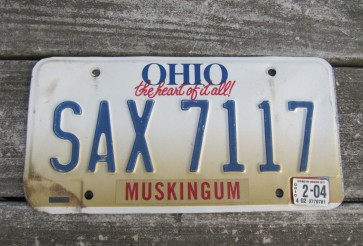 OHIO
the heart of it all!
SAX 7117
MUSKINGUM
2-04